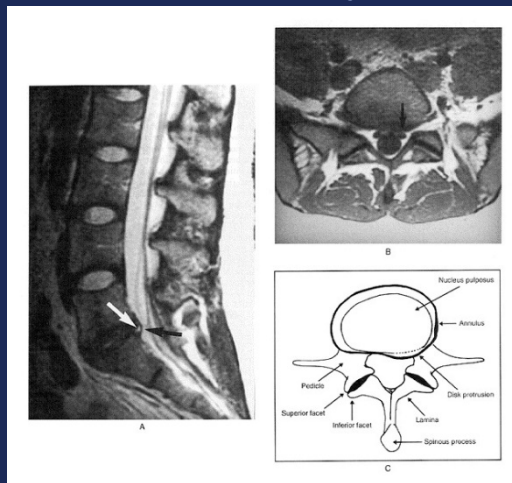 A
B
Nucleus pulposus
Annulus
Disk protrusion
Pedicle
Superior facet
Inferior facet
Lamina
Spinous process
C